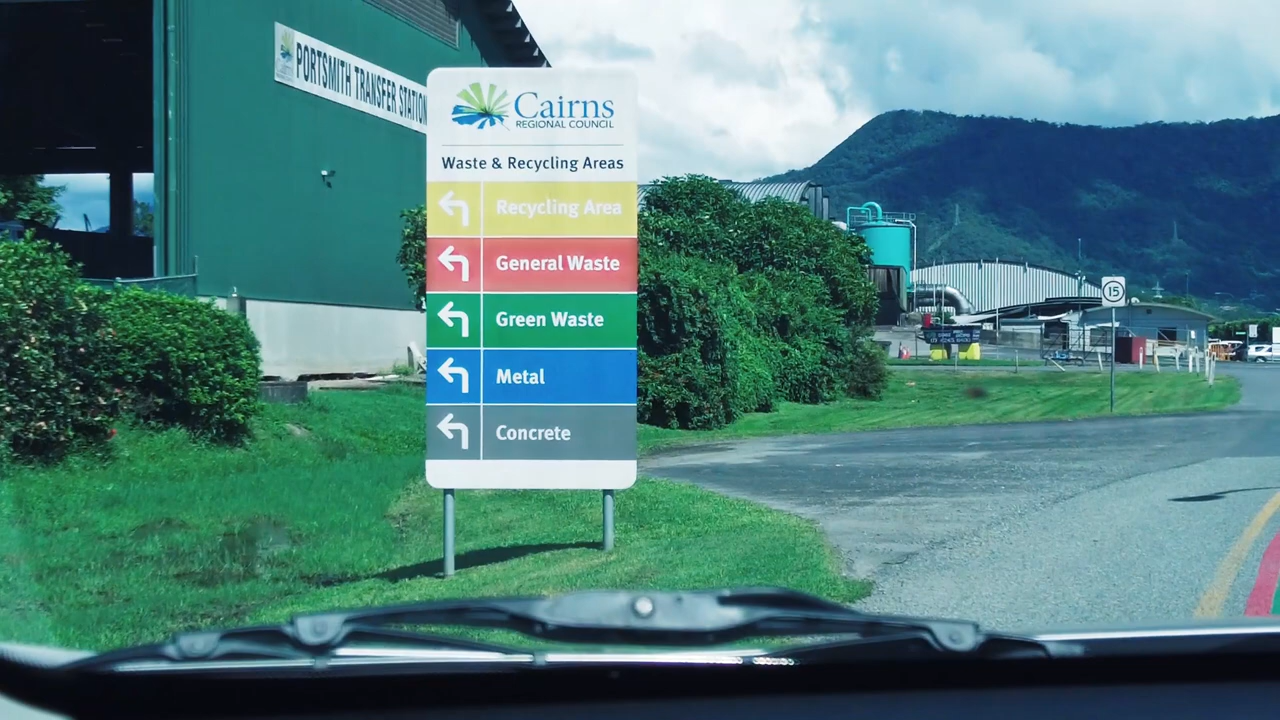 PORTSMITH TRANSFER STATION
Cairns
REGIONAL COUNCIL
Waste & Recycling Areas
Recycling Area
General Waste
Green Waste
Metal
Concrete
15